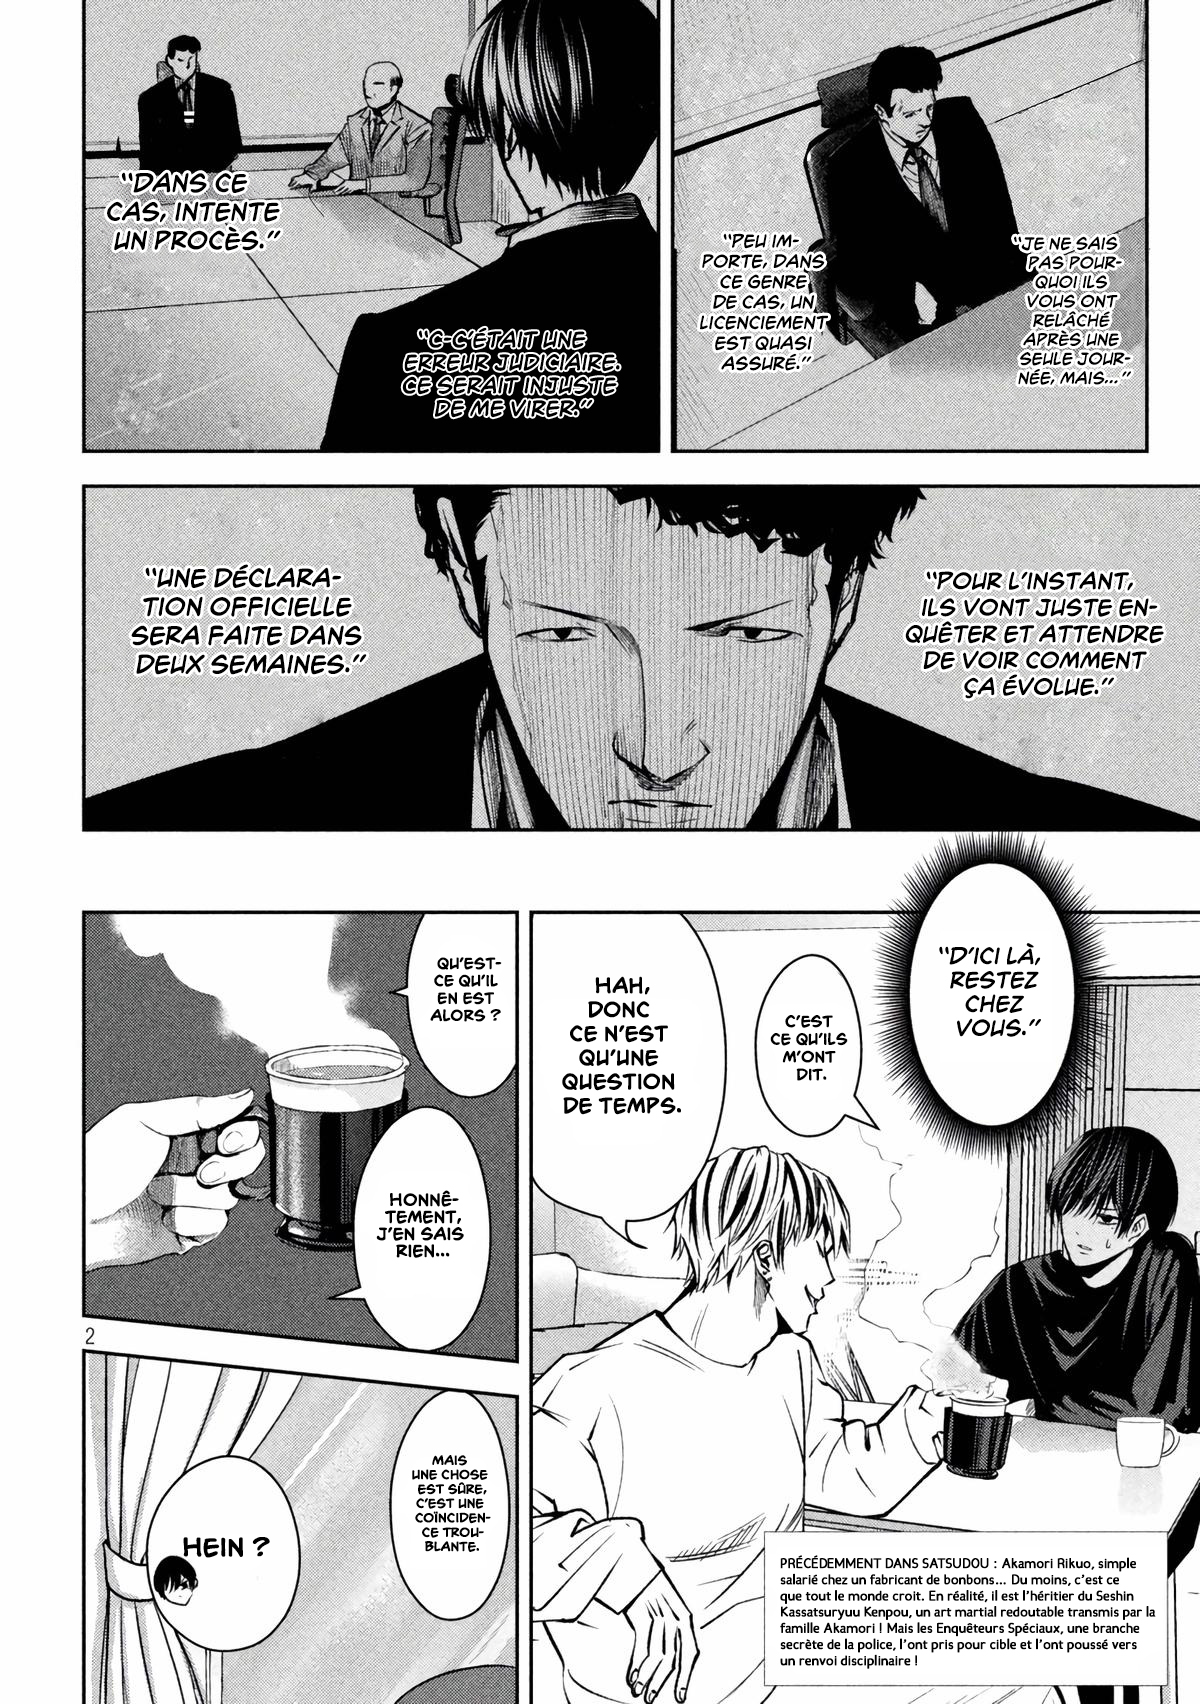 “JE NE SAIS
PAS POUR-
QUOI ILS
VOUS ONT
RELÂCHÉ
APRÈS UNE
SEULE JOUR-
NÉE, MAIS...”
“PEU IM-
PORTE, DANS
CE GENRE
DE CAS, UN
LICENCIEMENT
EST QUASI
ASSURÉ.”
“C-C’ÉTAIT UNE
ERREUR JUDICIAIRE.
CE SERAIT INJUSTE
DE ME VIRER.”
“DANS CE
CAS, INTENTE
UN PROCÈS.”
“POUR L’INSTANT,
ILS VONT JUSTE EN-
QUÊTER ET ATTENDRE
DE VOIR COMMENT
ÇA ÉVOLUE.”
“UNE DÉCLARA-
TION OFFICIELLE
SERA FAITE DANS
DEUX SEMAINES.”
“D’ICI LÀ,
RESTEZ
CHEZ
VOUS.”
C’EST
CE QU’ILS
M’ONT
DIT.
HAH,
DONC
CE N’EST
QU’UNE
QUESTION
DE TEMPS.
PRÉCÉDEMMENT DANS SATSUDOU : Akamori Rikuo, simple
salarié chez un fabricant de bonbons... Du moins, c’est ce
que tout le monde croit. En réalité, il est l’héritier du Seshin
Kassatsuryuu Kenpou, un art martial redoutable transmis par la
famille Akamori ! Mais les Enquêteurs Spéciaux, une branche
secrète de la police, l’ont pris pour cible et l’ont poussé vers
un renvoi disciplinaire !
QU’EST-
CE QU’IL
EN EST
ALORS ?
HONNÊ-
TEMENT,
J’EN SAIS
RIEN...
2
MAIS
UNE CHOSE
EST SÛRE,
C’EST UNE
COÏNCIDEN-
CE TROU-
BLANTE.
HEIN ?